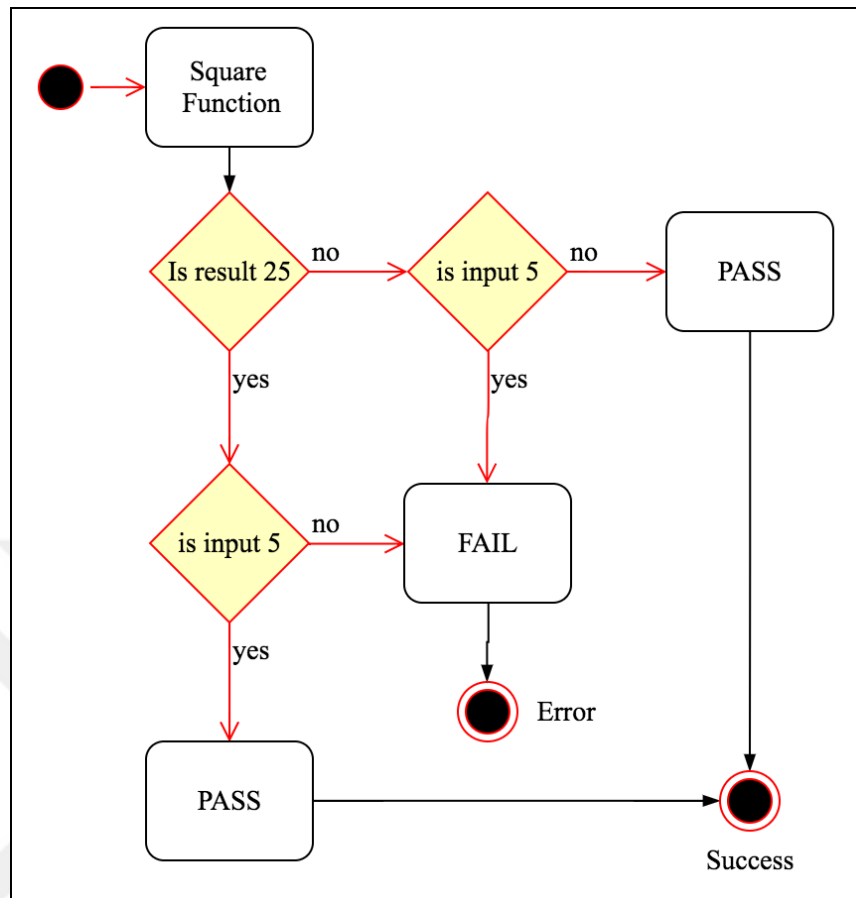 Square
Function
Is result 25
no
is input 5
no
PASS
yes
yes
is input 5
no
FAIL
yes
Error
PASS
Success